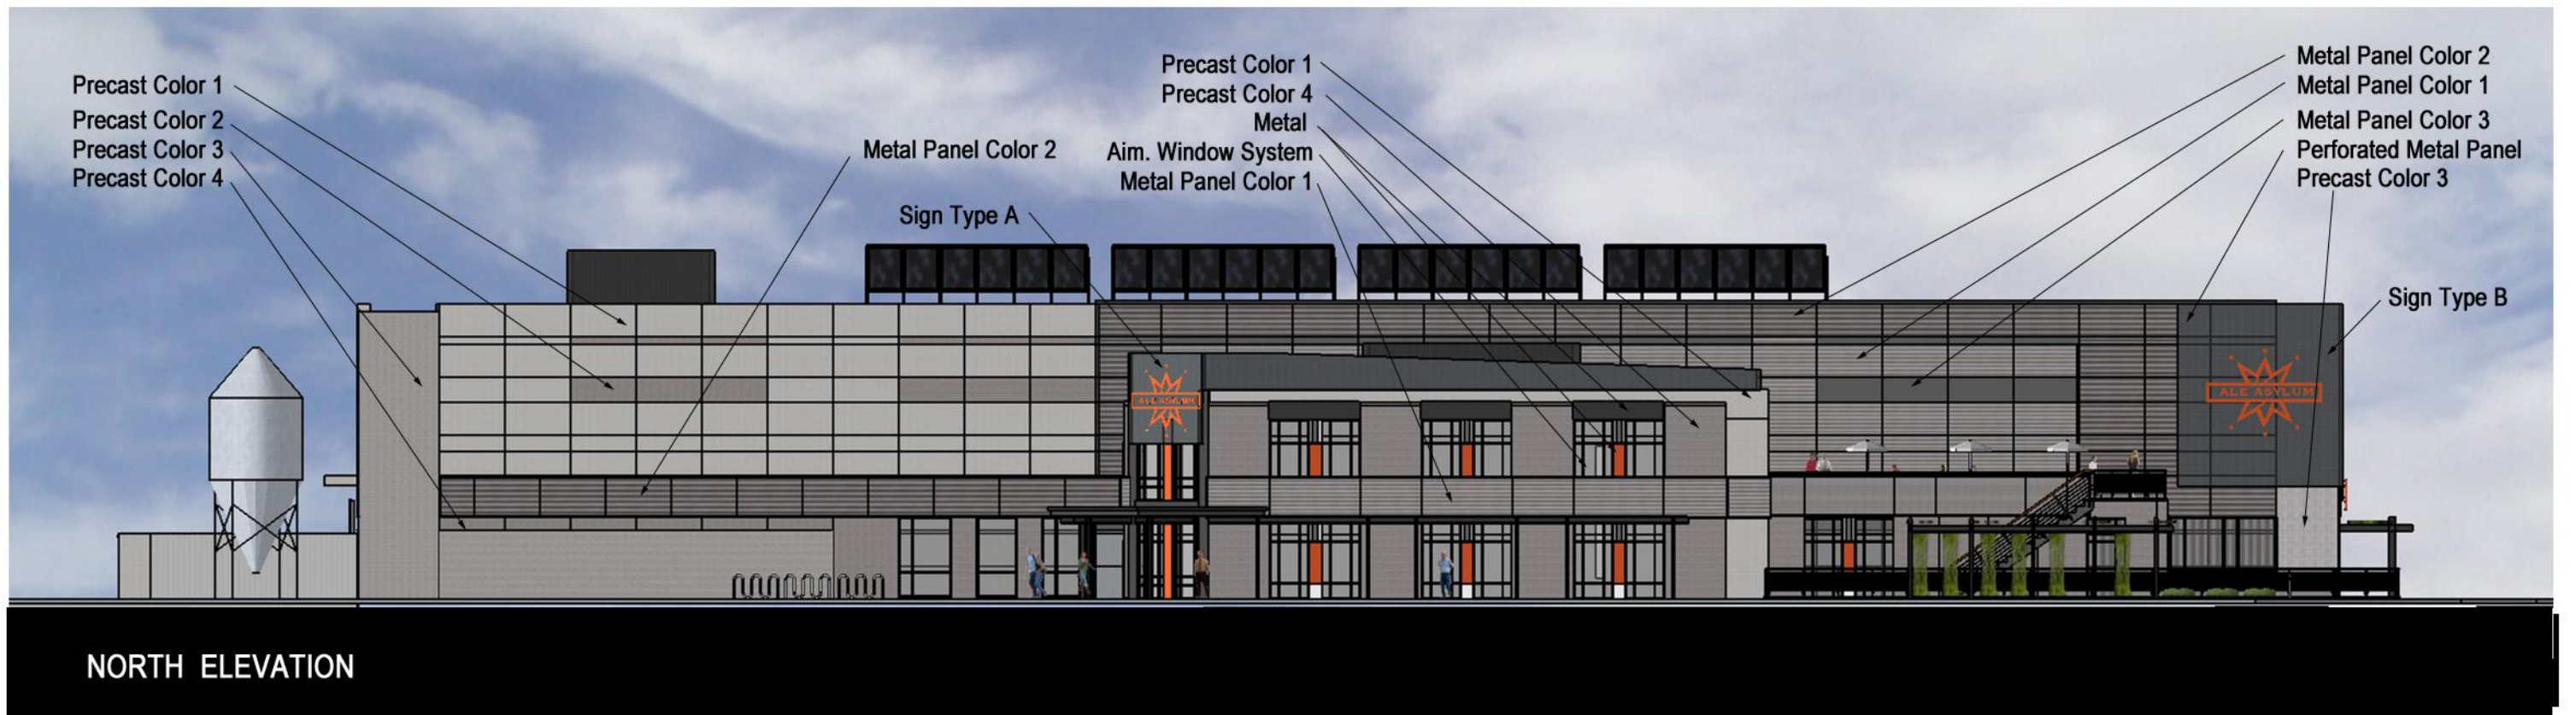 Precast Color 1
Precast Color 2
Precast Color 3
Precast Color 4
Metal Panel Color 2
Sign Type A
Precast Color 1
Precast Color 4
Metal
Aim. Window System
Metal Panel Color 1
Metal Panel Color 2
Metal Panel Color 1
Metal Panel Color 3
Perforated Metal Panel
Precast Color 3
Sign Type B
ALE ASYLUM
ALE ASYLUM
NORTH ELEVATION